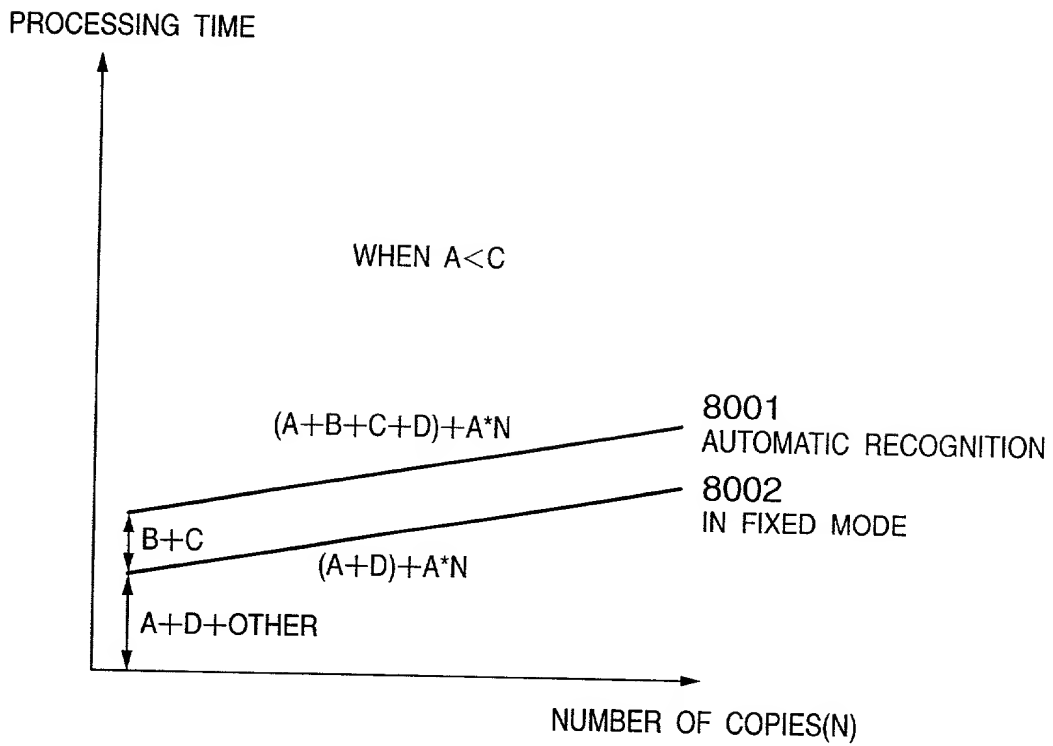 PROCESSING TIME
WHEN A<C
(A+B+C+D)+A*N
8001
AUTOMATIC RECOGNITION
8002
IN FIXED MODE
B+C
(A+D)+A*N
A+D+OTHER
NUMBER OF COPIES(N)